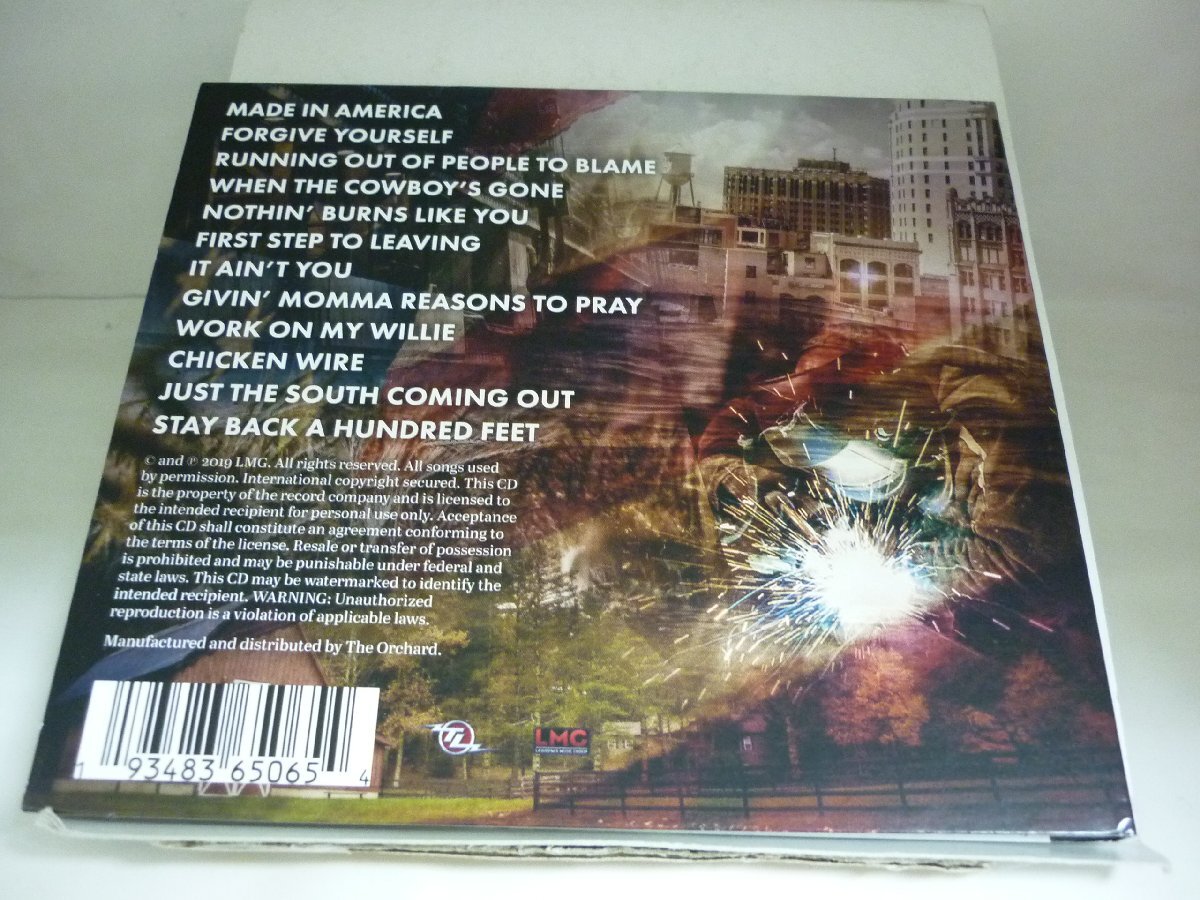 MADE IN AMERICA
FORGIVE YOURSELF
RUNNING OUT OF PEOPLE TO BLAME
WHEN THE COWBOY'S GONE
NOTHIN' BURNS LIKE YOU
FIRST STEP TO LEAVING
IT AIN'T YOU
GIVIN' MOMMA REASONS TO PRAY
WORK ON MY WILLIE
CHICKEN WIRE
JUST THE SOUTH COMING OUT
STAY BACK A HUNDRED FEET
© and ℗ 2019 LMG. All rights reserved. All songs used
by permission. International copyright secured. This CD
is the property of the record company and is licensed to
the intended recipient for personal use only. Acceptance
of this CD shall constitute an agreement conforming to
the terms of the license. Resale or transfer of possession
is prohibited and may be punishable under federal and
state laws. This CD may be watermarked to identify the
intended recipient. WARNING: Unauthorized
reproduction is a violation of applicable laws.
Manufactured and distributed by The Orchard.
1 93483 65065 4
TL
LMG